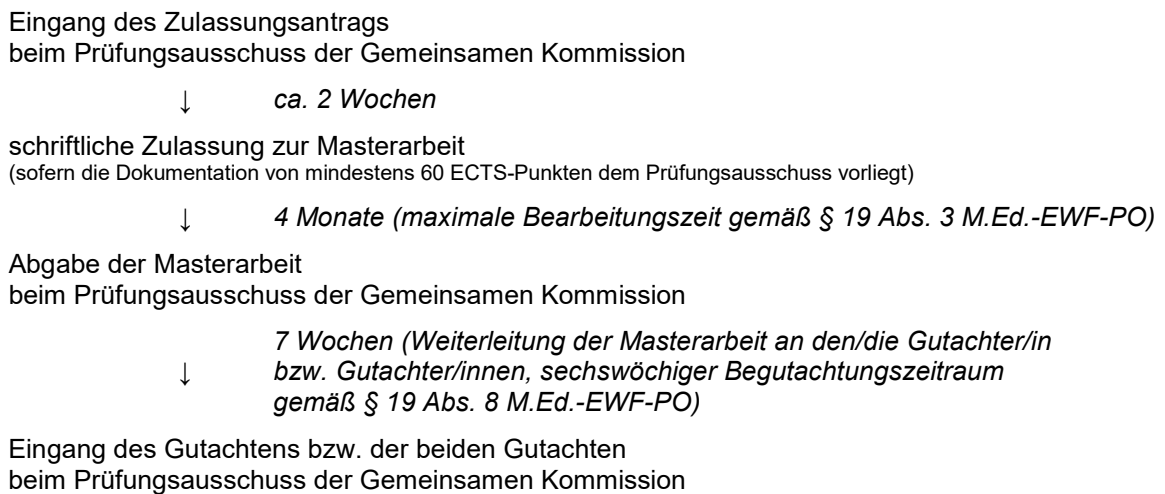 Eingang des Zulassungsantrags
beim Prüfungsausschuss der Gemeinsamen Kommission
↓ ca. 2 Wochen
schriftliche Zulassung zur Masterarbeit
(sofern die Dokumentation von mindestens 60 ECTS-Punkten dem Prüfungsausschuss vorliegt)
↓ 4 Monate (maximale Bearbeitungszeit gemäß § 19 Abs. 3 M.Ed.-EWF-PO)
Abgabe der Masterarbeit
beim Prüfungsausschuss der Gemeinsamen Kommission
7 Wochen (Weiterleitung der Masterarbeit an den/die Gutachter/in
↓ bzw. Gutachter/innen, sechswöchiger Begutachtungszeitraum
gemäß § 19 Abs. 8 M.Ed.-EWF-PO)
Eingang des Gutachtens bzw. der beiden Gutachten
beim Prüfungsausschuss der Gemeinsamen Kommission